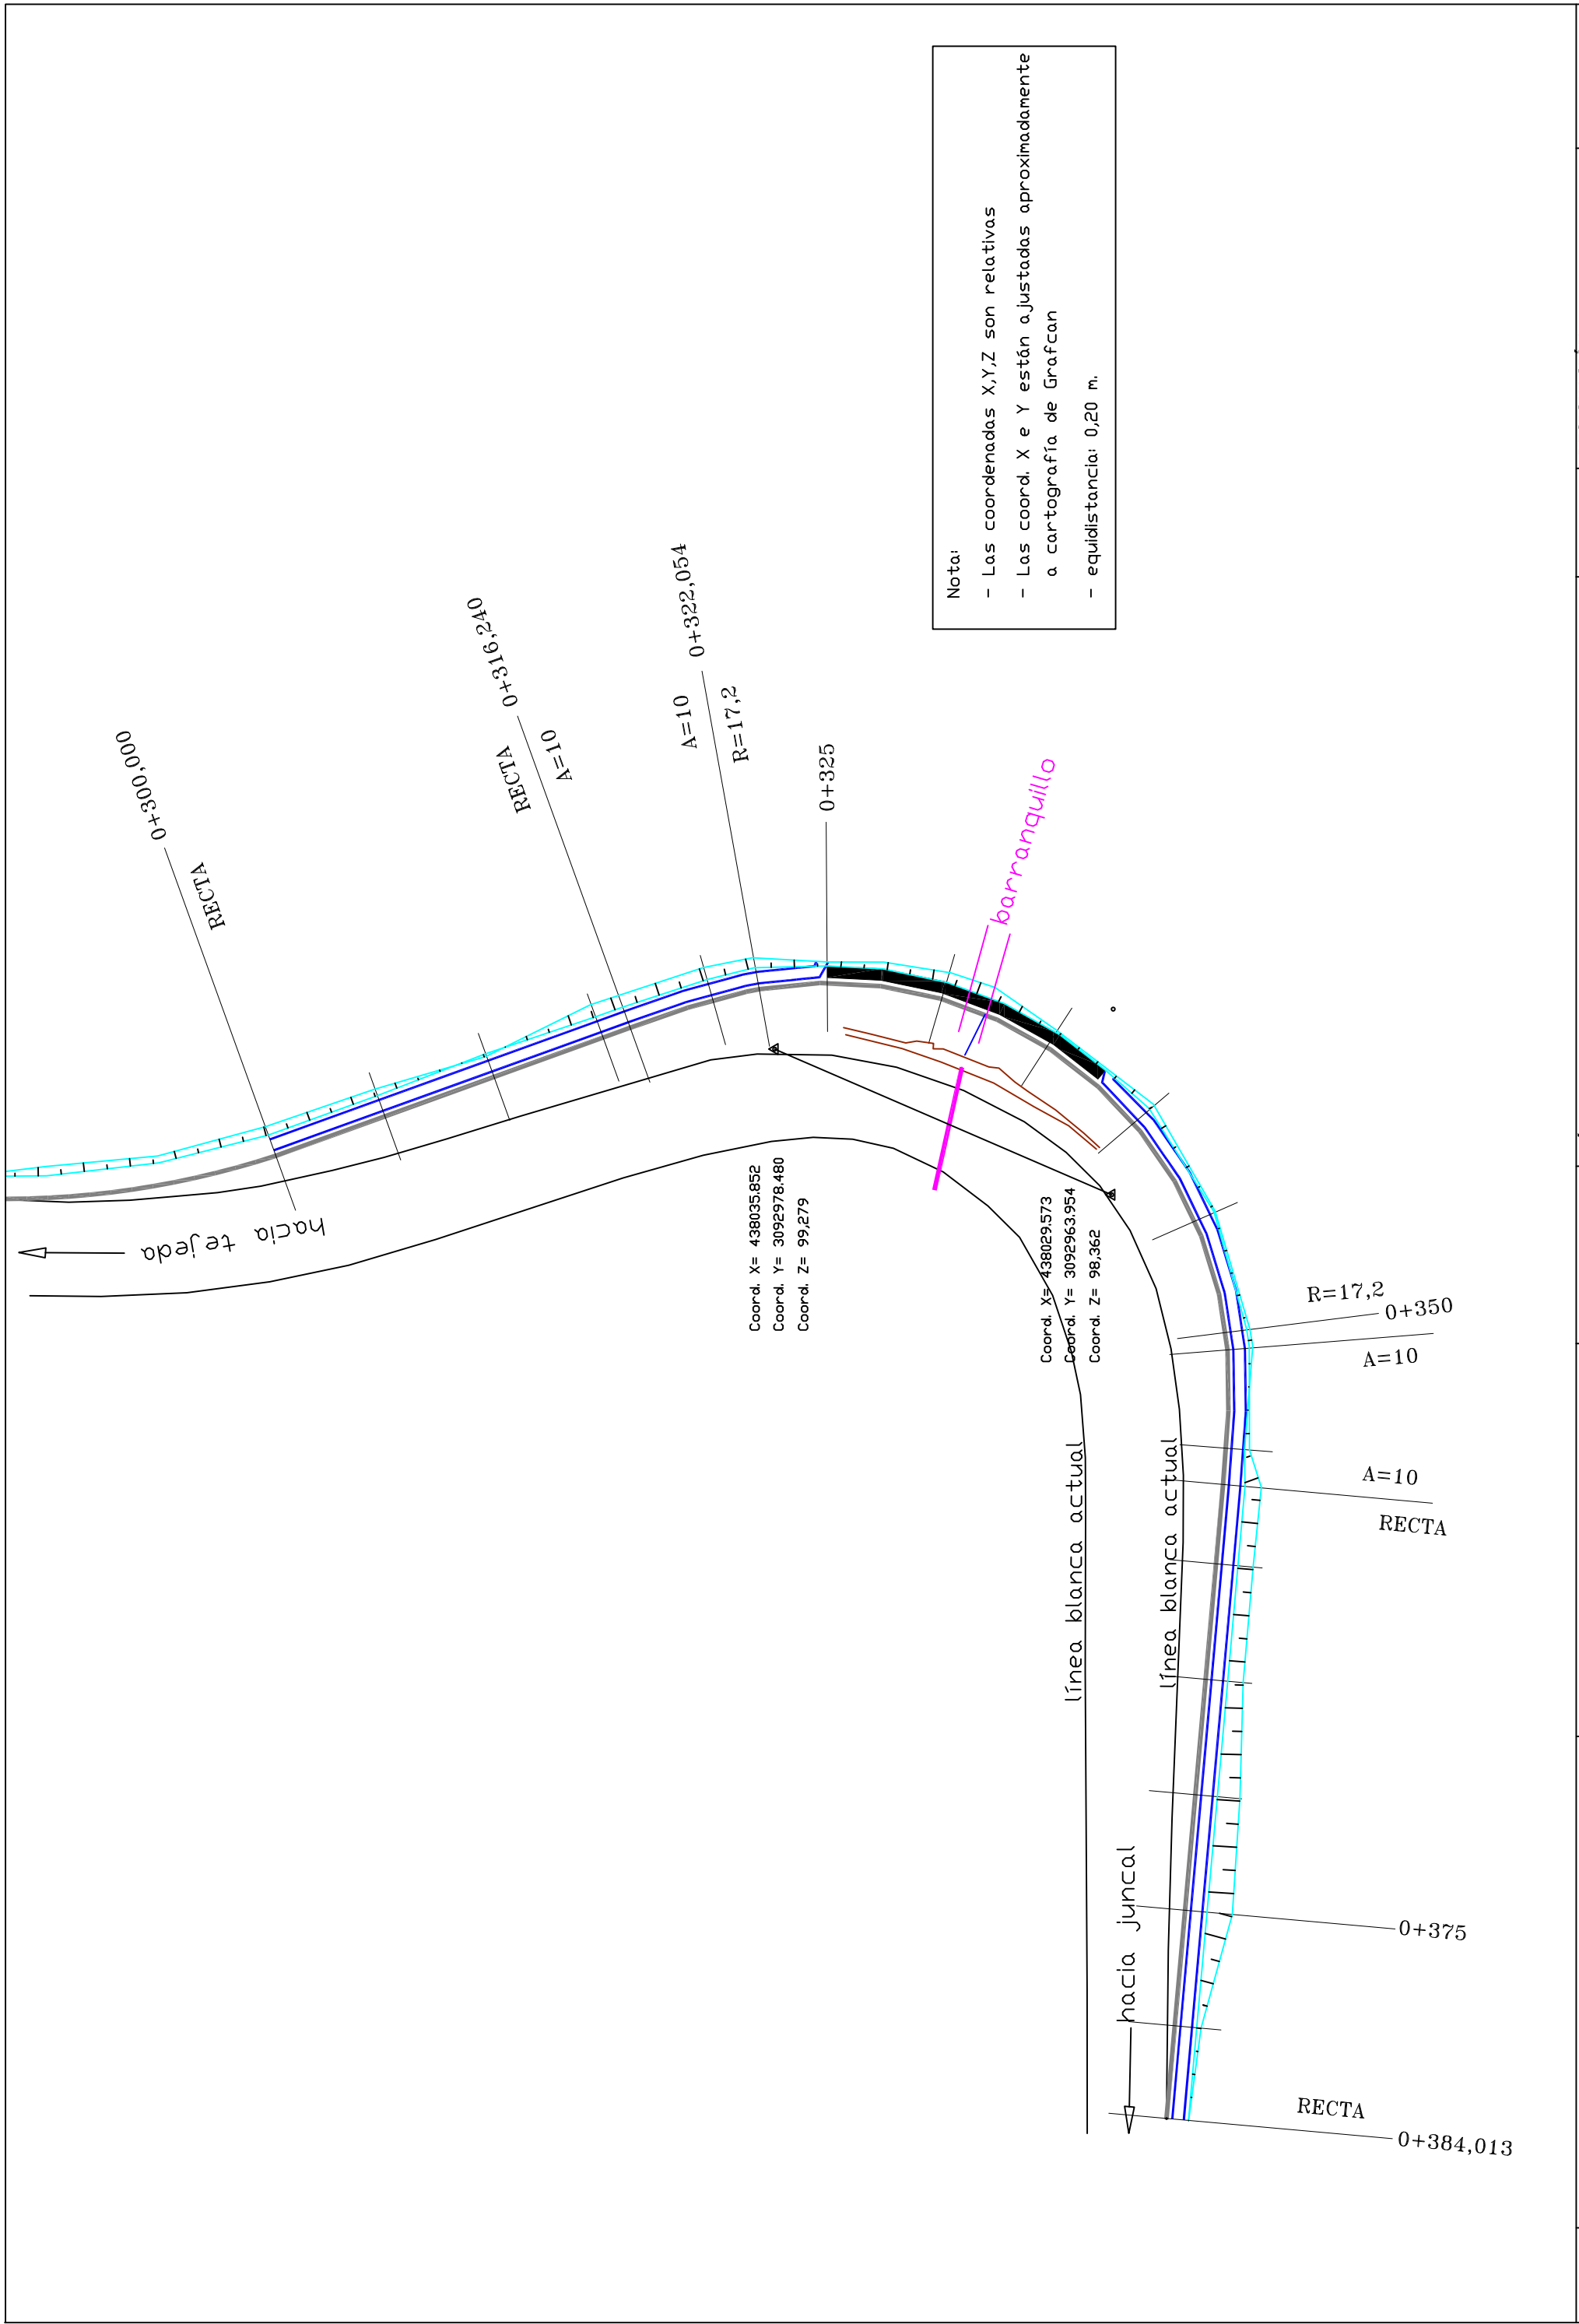 0+300,000
RECTA
0+316,240
RECTA
A=10
0+322,054
A=10
R=17,2
0+325
barranquillo
Nota:
- Las coordenadas X,Y,Z son relativas
- Las coord. X e Y están ajustadas aproximadamente
a cartografía de Grafcan
- equidistancia: 0,20 m.
hacia tejeda
Coord. X= 438035.852
Coord. Y= 3092978.480
Coord. Z= 99,279
Coord. X= 438029.573
Coord. Y= 3092963.954
Coord. Z= 98,362
R=17,2
0+350
A=10
A=10
RECTA
línea blanca actual
línea blanca actual
hacia juncal
0+375
RECTA
0+384,013